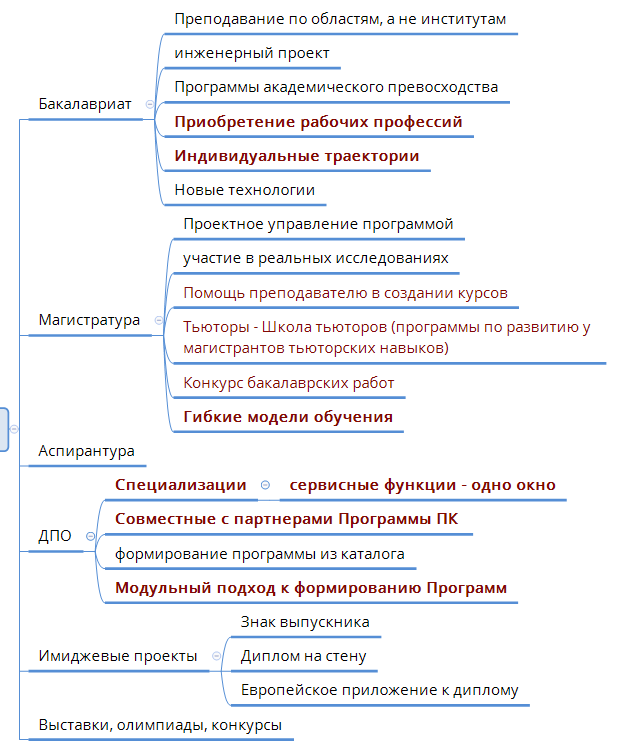 Преподавание по областям, а не институтам
инженерный проект
Программы академического превосходства
Бакалавриат
Приобретение рабочих профессий
Индивидуальные траектории
Новые технологии
Проектное управление программой
участие в реальных исследованиях
Помощь преподавателю в создании курсов
Магистратура
Тьюторы - Школа тьюторов (программы по развитию у
магистрантов тьюторских навыков)
Конкурс бакалаврских работ
Гибкие модели обучения
Аспирантура
Специализации
сервисные функции - одно окно
Совместные с партнерами Программы ПК
ДПО
формирование программы из каталога
Модульный подход к формированию Программ
Знак выпускника
Имиджевые проекты
Диплом на стену
Европейское приложение к диплому
Выставки, олимпиады, конкурсы